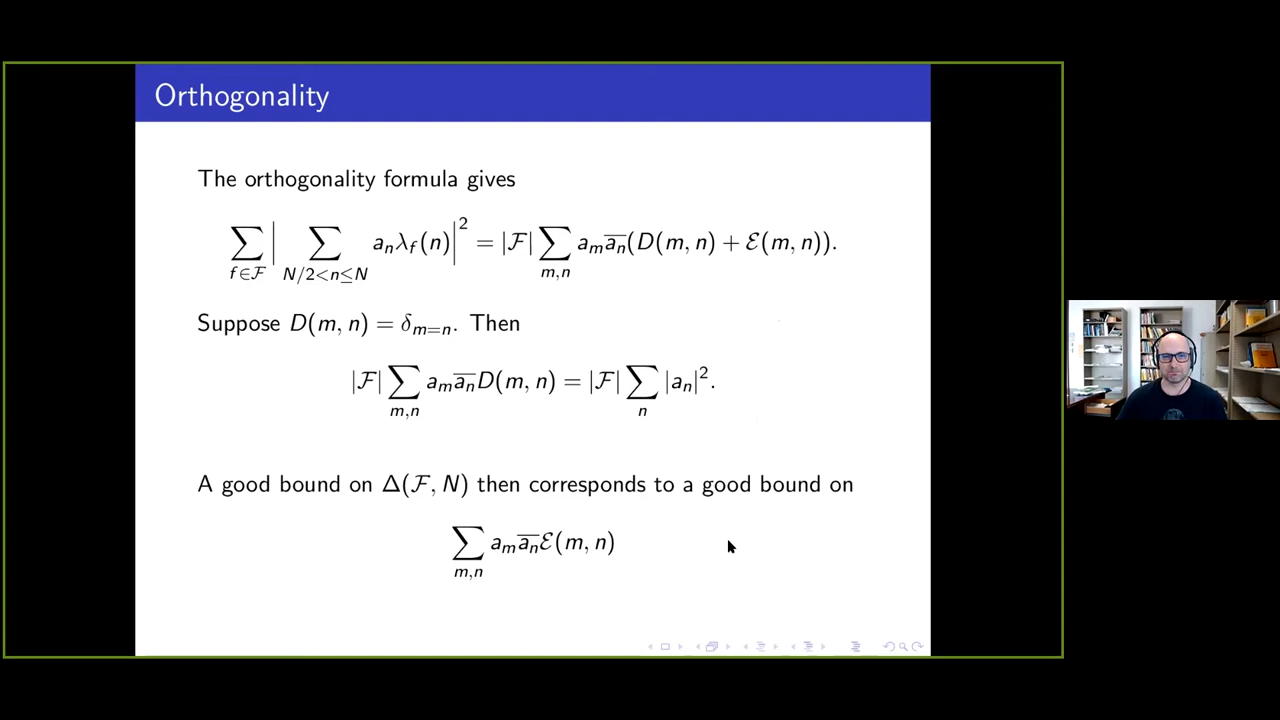 Orthogonality
The orthogonality formula gives
∑_{f∈ℱ} | ∑_{N/2<n≤N} a_n λ_f(n) |² = |ℱ| ∑_{m,n} a_m \overline{a_n}(D(m, n) + ℰ(m, n)).
Suppose D(m, n) = δ_{m=n}. Then
|ℱ| ∑_{m,n} a_m \overline{a_n} D(m, n) = |ℱ| ∑_n |a_n|².
A good bound on Δ(ℱ, N) then corresponds to a good bound on
∑_{m,n} a_m \overline{a_n} ℰ(m, n)